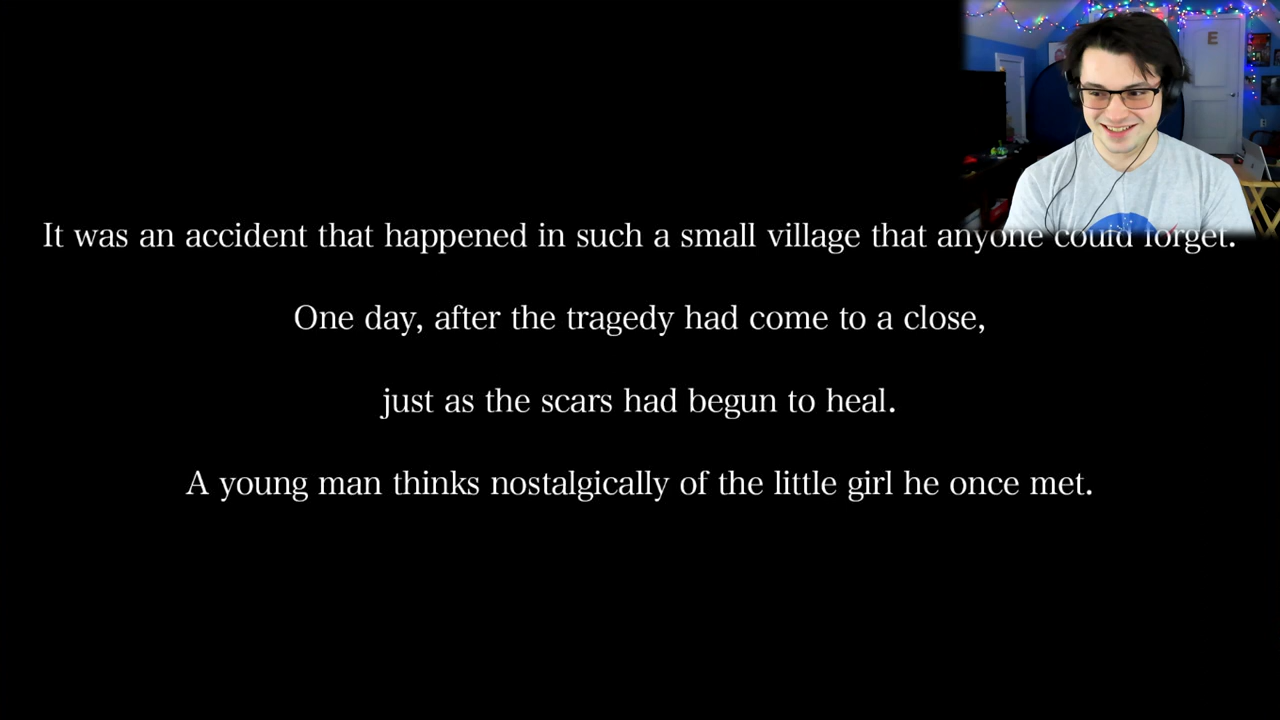 It was an accident that happened in such a small village that anyone could forget.
One day, after the tragedy had come to a close,
just as the scars had begun to heal.
A young man thinks nostalgically of the little girl he once met.
E